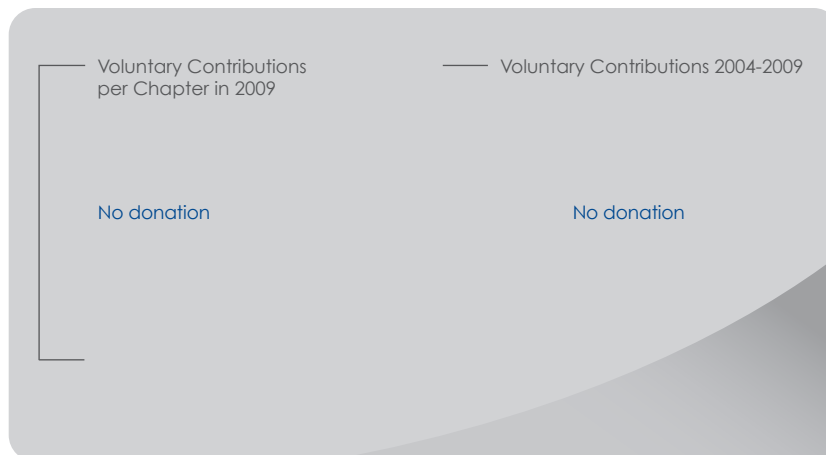 Voluntary Contributions
per Chapter in 2009
Voluntary Contributions 2004-2009
No donation
No donation